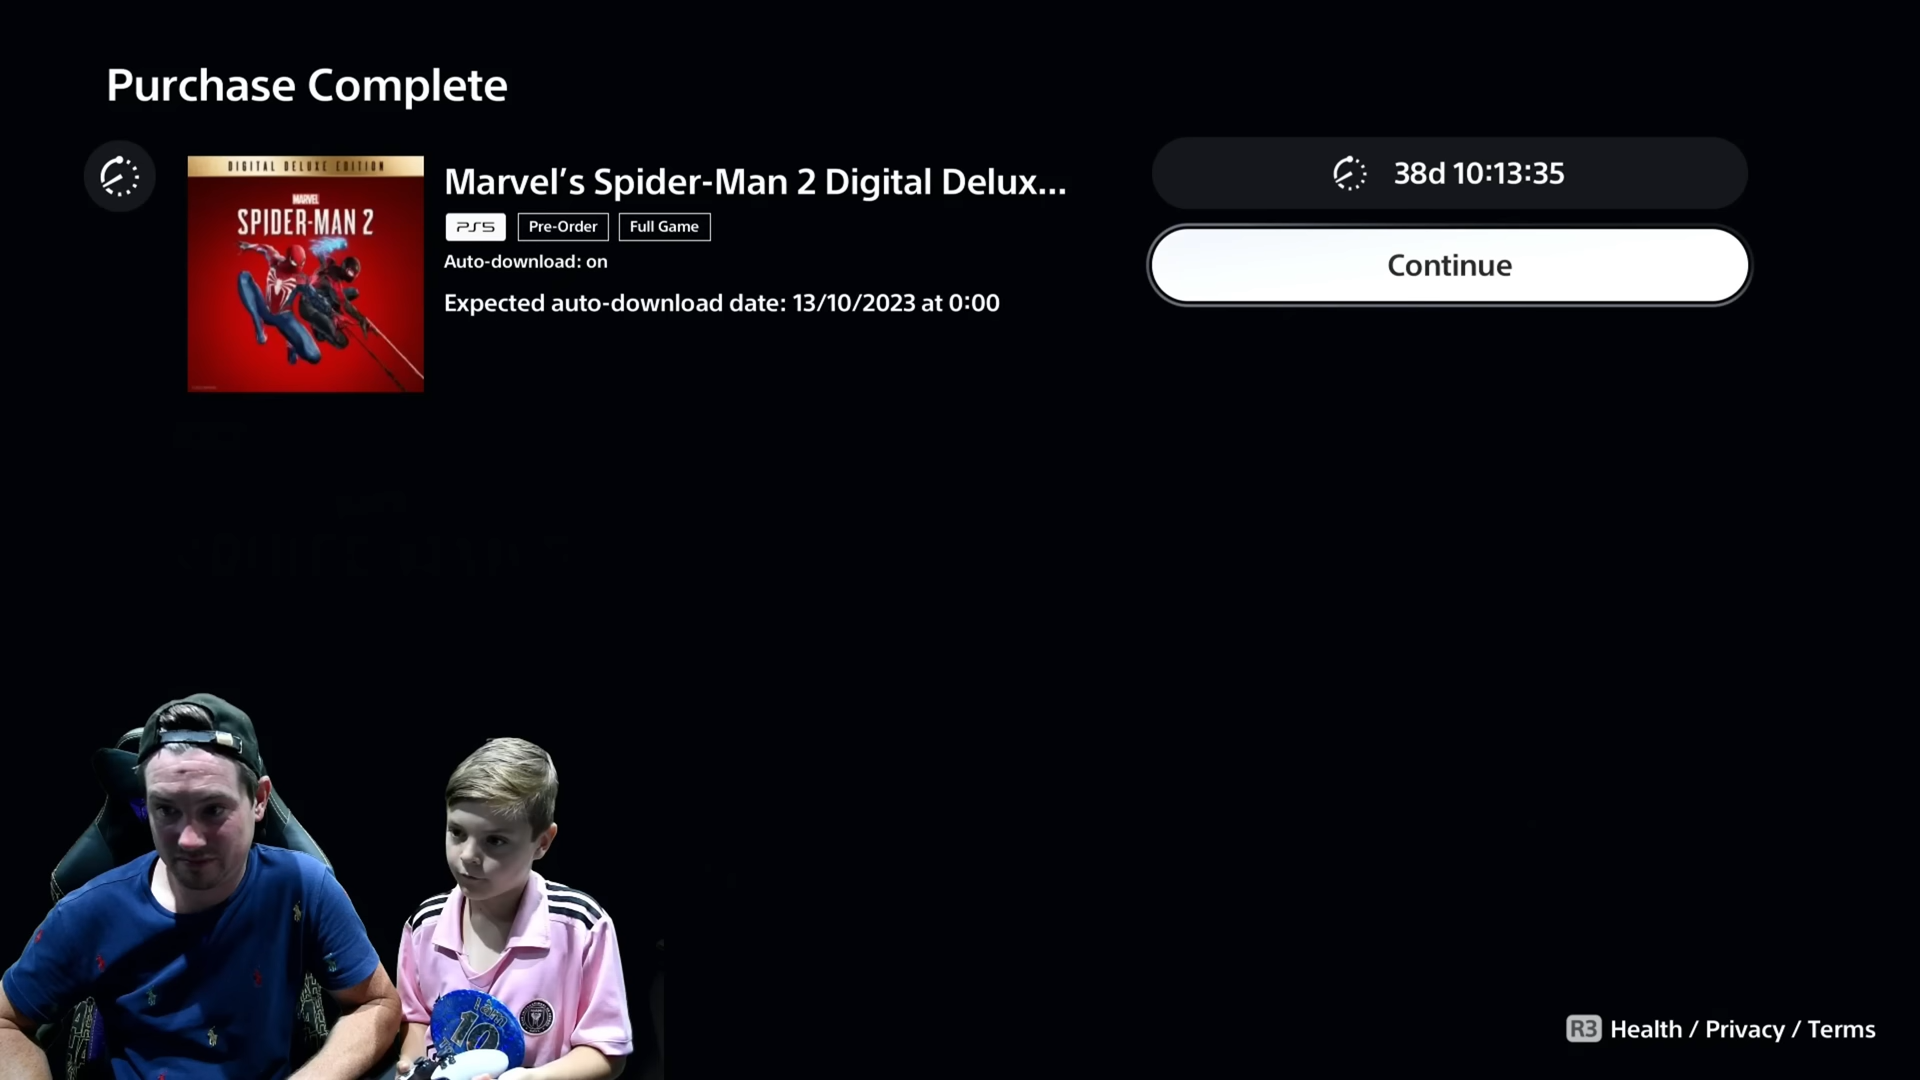 Purchase Complete
DIGITAL DELUXE EDITION
MARVEL
SPIDER-MAN 2
Marvel’s Spider-Man 2 Digital Delux...
PS5 Pre-Order Full Game
Auto-download: on
Expected auto-download date: 13/10/2023 at 0:00
38d 10:13:35
Continue
I am
10
R3 Health / Privacy / Terms